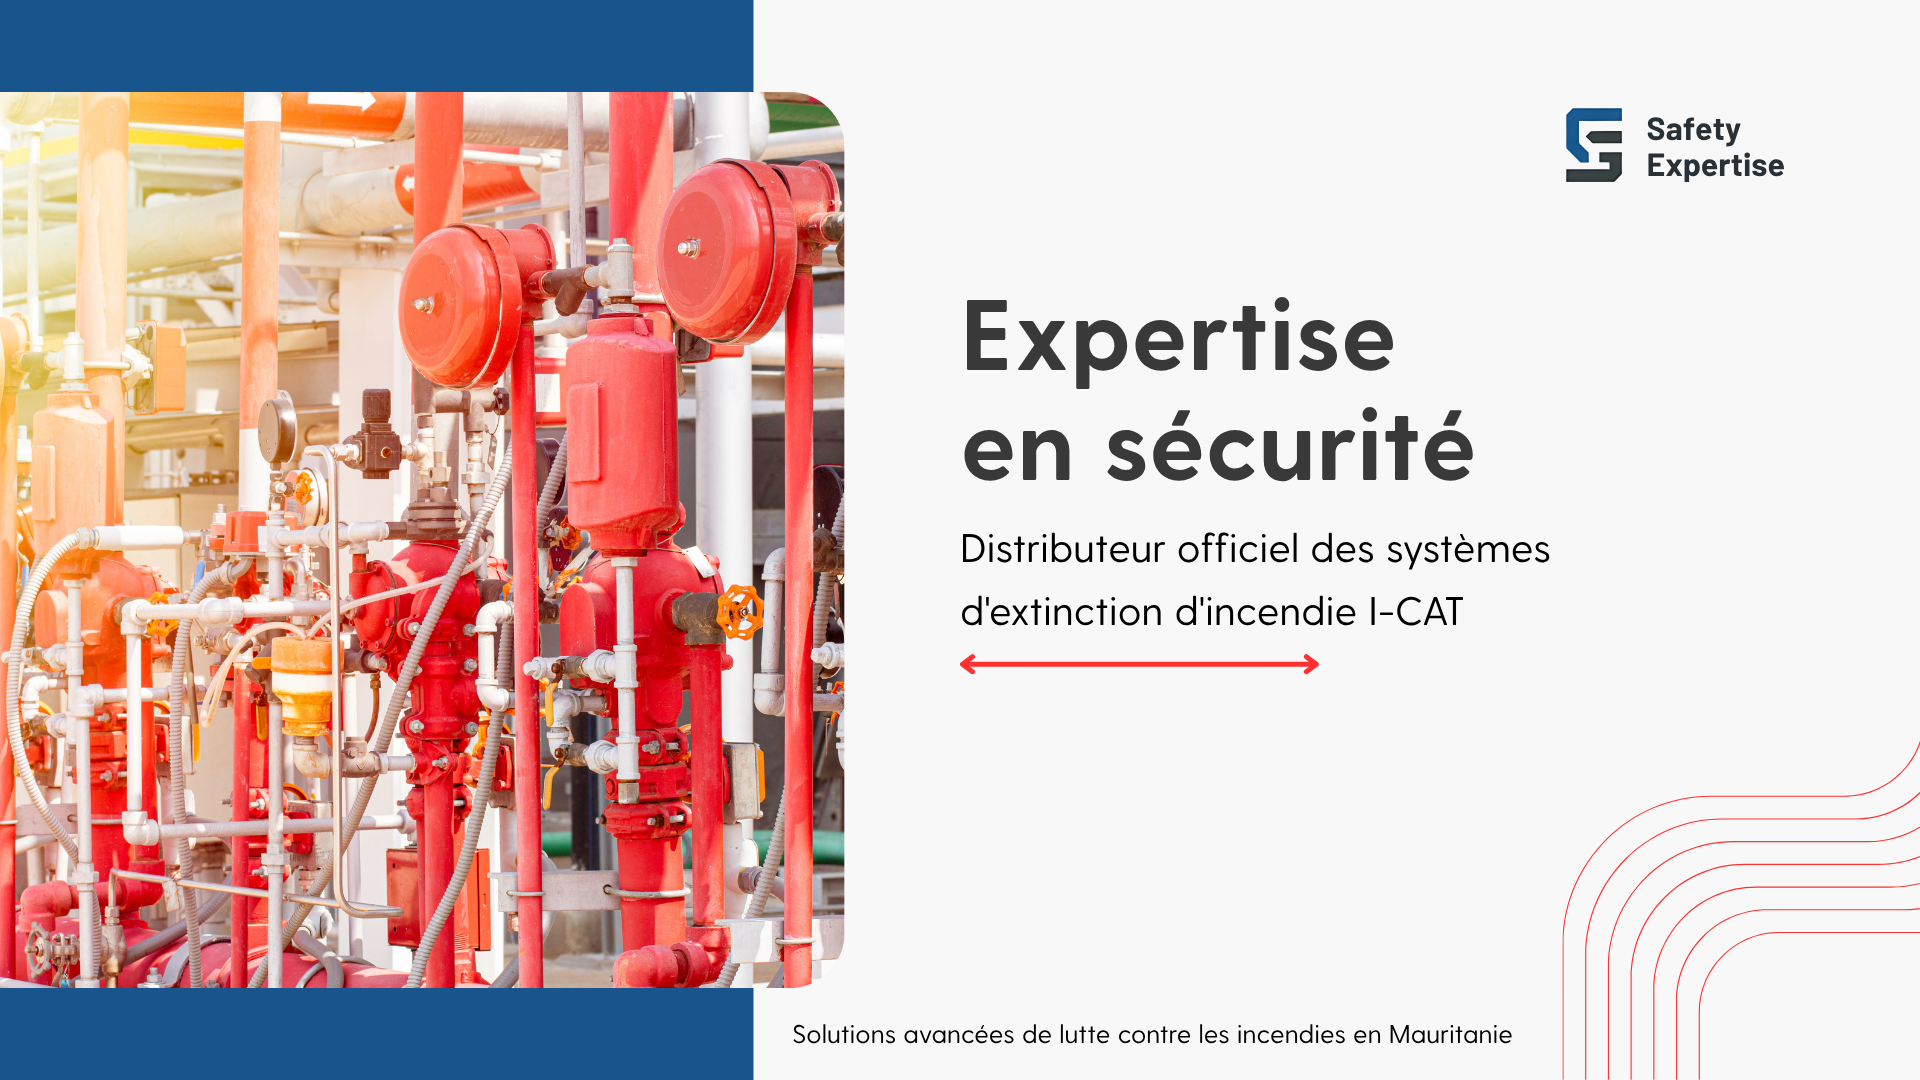 Safety
Expertise
Expertise
en sécurité
Distributeur officiel des systèmes
d'extinction d'incendie I-CAT
Solutions avancées de lutte contre les incendies en Mauritanie